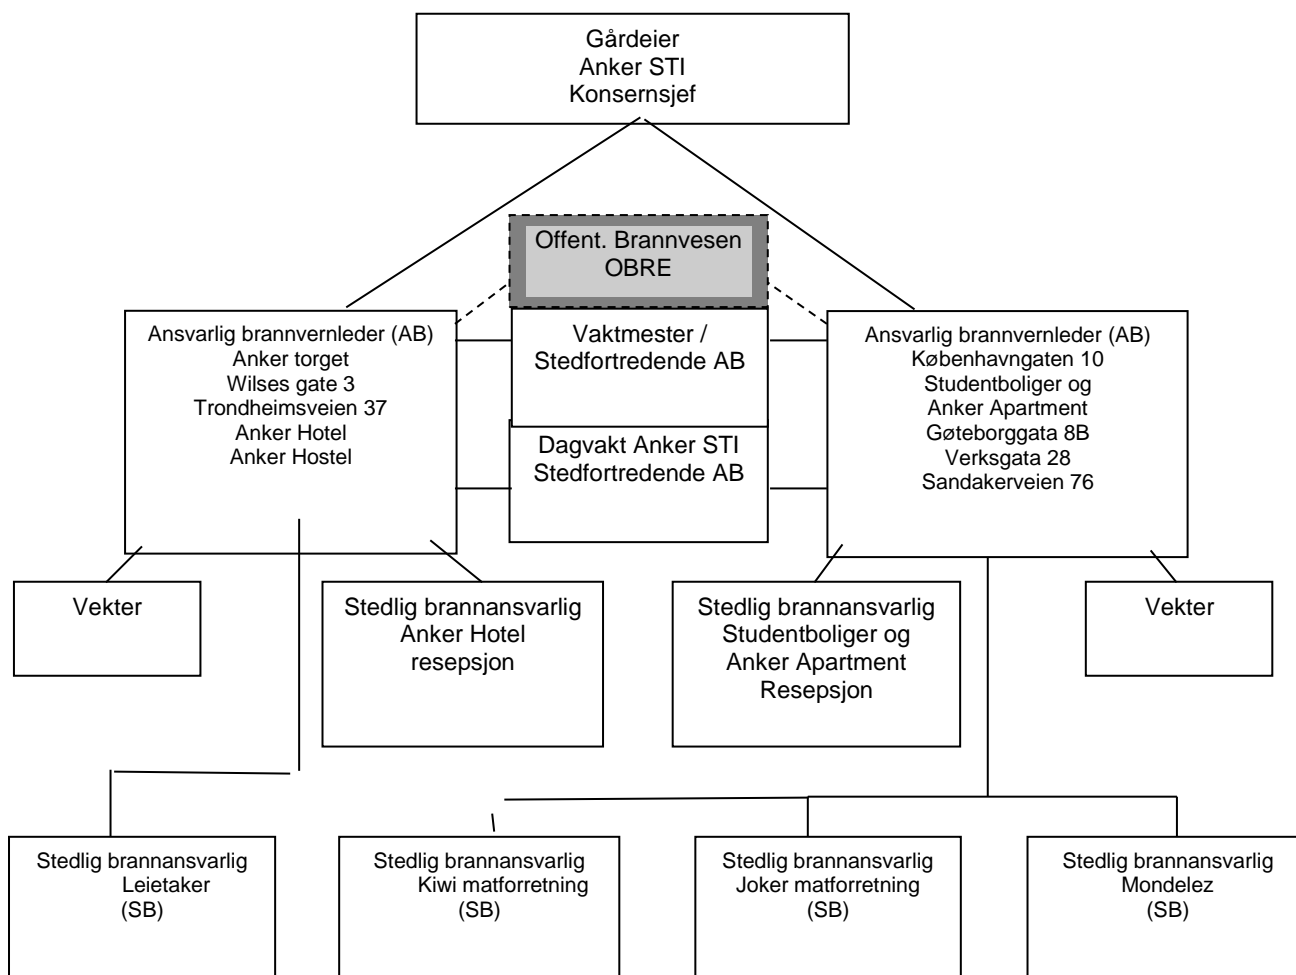 Gårdeier
Anker STI
Konsernsjef
Offent. Brannvesen
OBRE
Ansvarlig brannvernleder (AB)
Anker torget
Wilses gate 3
Trondheimsveien 37
Anker Hotel
Anker Hostel
Vaktmester /
Stedfortredende AB
Dagvakt Anker STI
Stedfortredende AB
Ansvarlig brannvernleder (AB)
Københavngaten 10
Studentboliger og
Anker Apartment
Gøteborggata 8B
Verksgata 28
Sandakerveien 76
Vekter
Stedlig brannansvarlig
Anker Hotel
resepsjon
Stedlig brannansvarlig
Studentboliger og
Anker Apartment
Resepsjon
Vekter
Stedlig brannansvarlig
Leietaker
(SB)
Stedlig brannansvarlig
Kiwi matforretning
(SB)
Stedlig brannansvarlig
Joker matforretning
(SB)
Stedlig brannansvarlig
Mondelez
(SB)